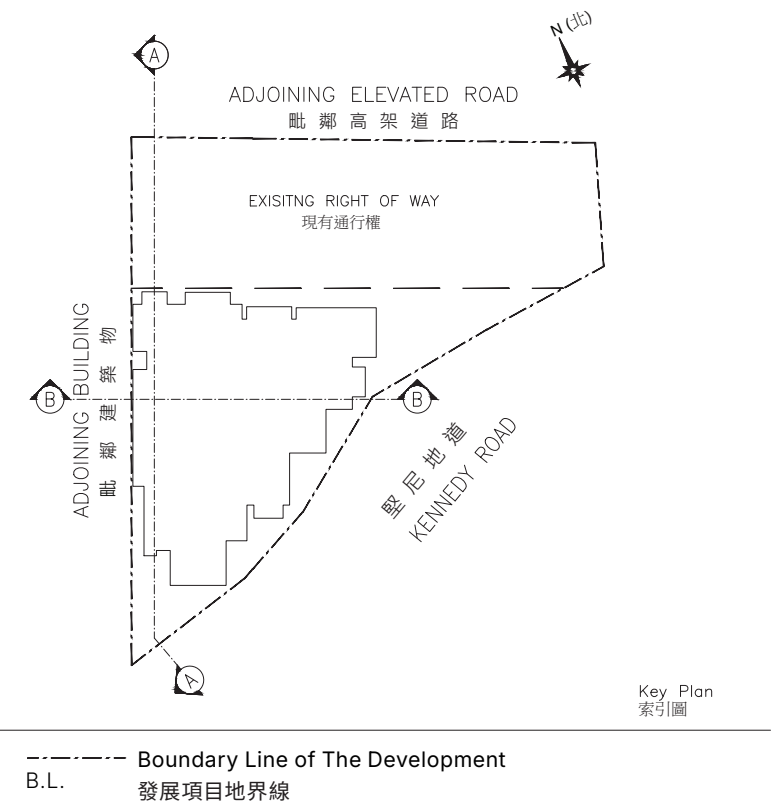 N (北)
A
ADJOINING ELEVATED ROAD
毗鄰高架道路
EXISITNG RIGHT OF WAY
現有通行權
ADJOINING BUILDING
毗鄰建築物
B
B
堅尼地道
KENNEDY ROAD
A
Key Plan
索引圖
B.L.
Boundary Line of The Development
發展項目地界線